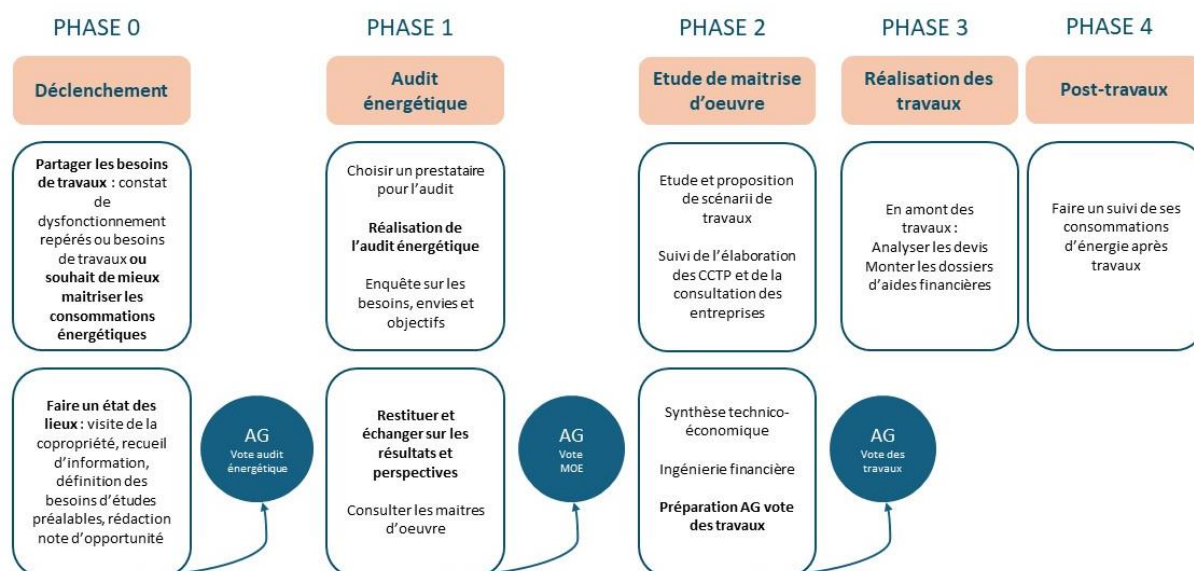 PHASE 0
Déclenchement
Partager les besoins
de travaux : constat
de
dysfonctionnement
repérés ou besoins
de travaux ou
souhait de mieux
maitriser les
consommations
énergétiques
Faire un état des
lieux : visite de la
copropriété, recueil
d'information,
définition des
besoins d'études
préalables, rédaction
note d'opportunité
AG
Vote audit
énergétique
PHASE 1
Audit
énergétique
Choisir un prestataire
pour l'audit
Réalisation de
l'audit énergétique
Enquête sur les
besoins, envies et
objectifs
Restituer et
échanger sur les
résultats et
perspectives
Consulter les maitres
d'oeuvre
AG
Vote
MOE
PHASE 2
Etude de maitrise
d'oeuvre
Etude et proposition
de scénarii de
travaux
Suivi de l'élaboration
des CCTP et de la
consultation des
entreprises
Synthèse technico-
économique
Ingénierie financière
Préparation AG vote
des travaux
AG
Vote des
travaux
PHASE 3
Réalisation des
travaux
En amont des
travaux :
Analyser les devis
Monter les dossiers
d'aides financières
PHASE 4
Post-travaux
Faire un suivi de ses
consommations
d'énergie après
travaux